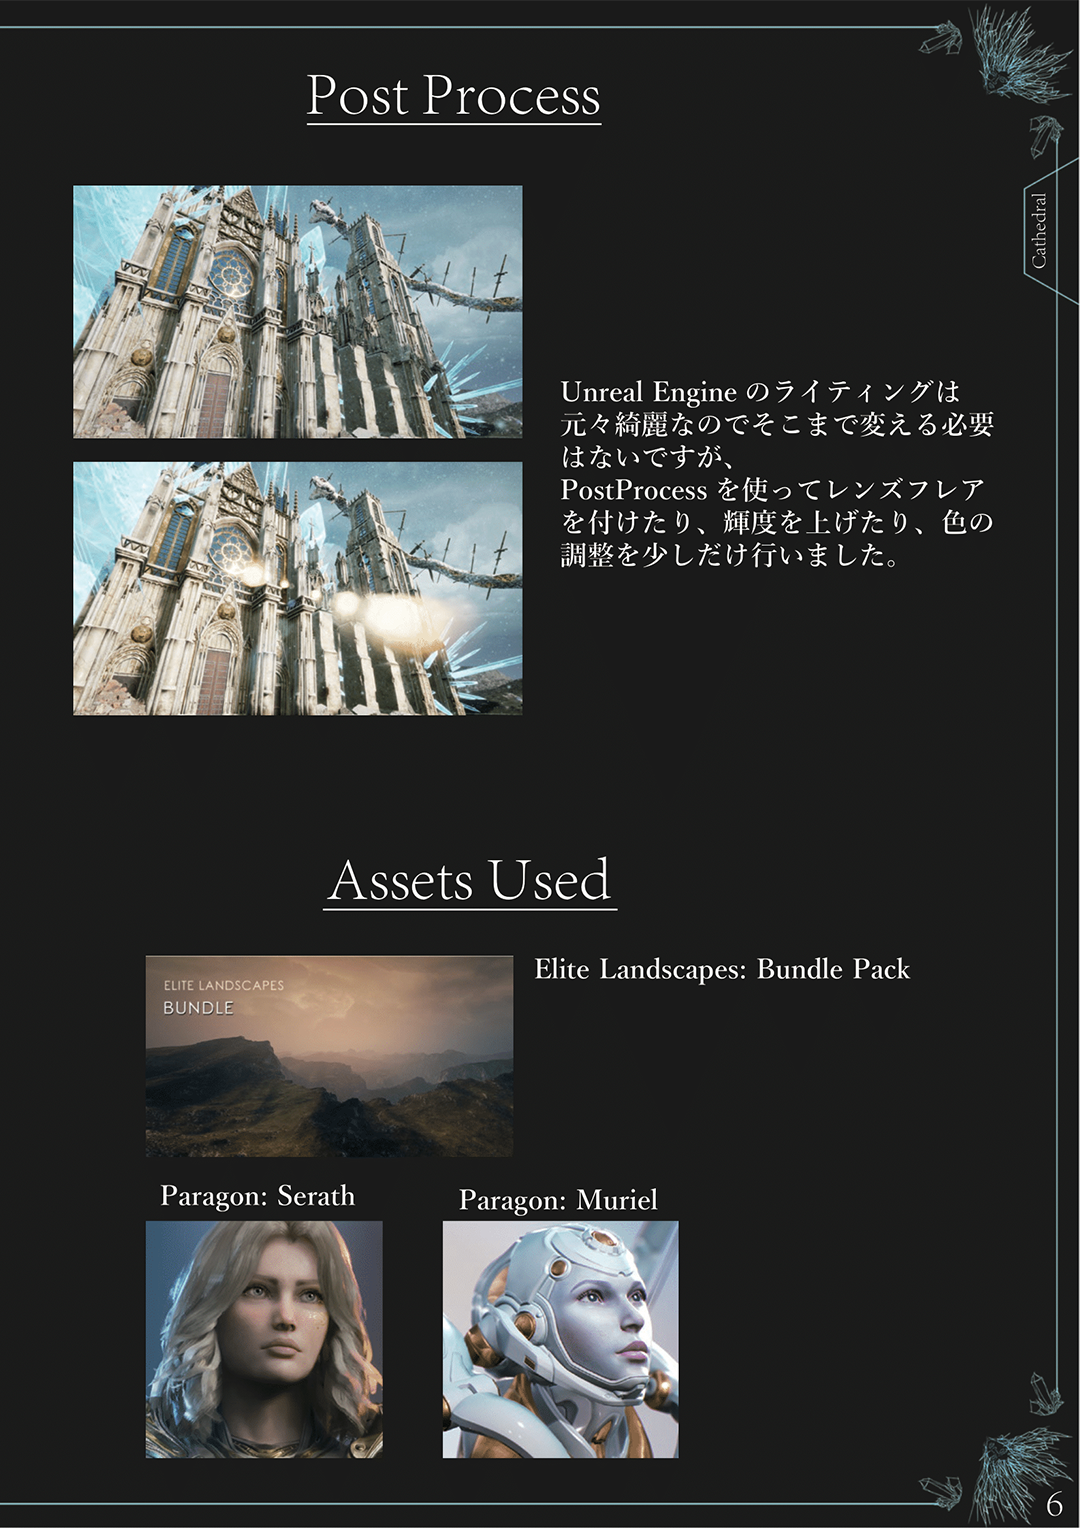 Post Process
Cathedral
Unreal Engine のライティングは
元々綺麗なのでそこまで変える必要
はないですが、
PostProcess を使ってレンズフレア
を付けたり、輝度を上げたり、色の
調整を少しだけ行いました。
Assets Used
ELITE LANDSCAPES
BUNDLE
Elite Landscapes: Bundle Pack
Paragon: Serath
Paragon: Muriel
6